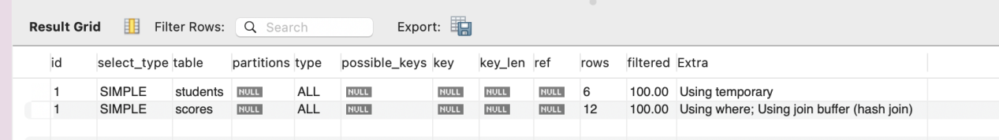 Result Grid Filter Rows: Search Export:
id select_type table partitions type possible_keys key key_len ref rows filtered Extra
1 SIMPLE students NULL ALL NULL NULL NULL NULL 6 100.00 Using temporary
1 SIMPLE scores NULL ALL NULL NULL NULL NULL 12 100.00 Using where; Using join buffer (hash join)